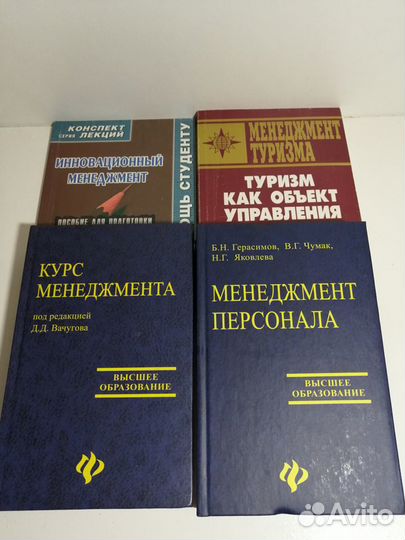 КОНСПЕКТ
СЕРИЯ ЛЕКЦИЙ
ИННОВАЦИОННЫЙ
МЕНЕДЖМЕНТ
ПОСОБИЕ ДЛЯ ПОДГОТОВКИ
ОЩЬ СТУДЕНТУ
МЕНЕДЖМЕНТ
ТУРИЗМА
ТУРИЗМ
КАК ОБЪЕКТ
УПРАВЛЕНИЯ
КУРС
МЕНЕДЖМЕНТА
под редакцией
Д.Д. Вачугова
ВЫСШЕЕ
ОБРАЗОВАНИЕ
Б.Н. Герасимов, В.Г. Чумак,
Н.Г. Яковлева
МЕНЕДЖМЕНТ
ПЕРСОНАЛА
ВЫСШЕЕ
ОБРАЗОВАНИЕ
Avito